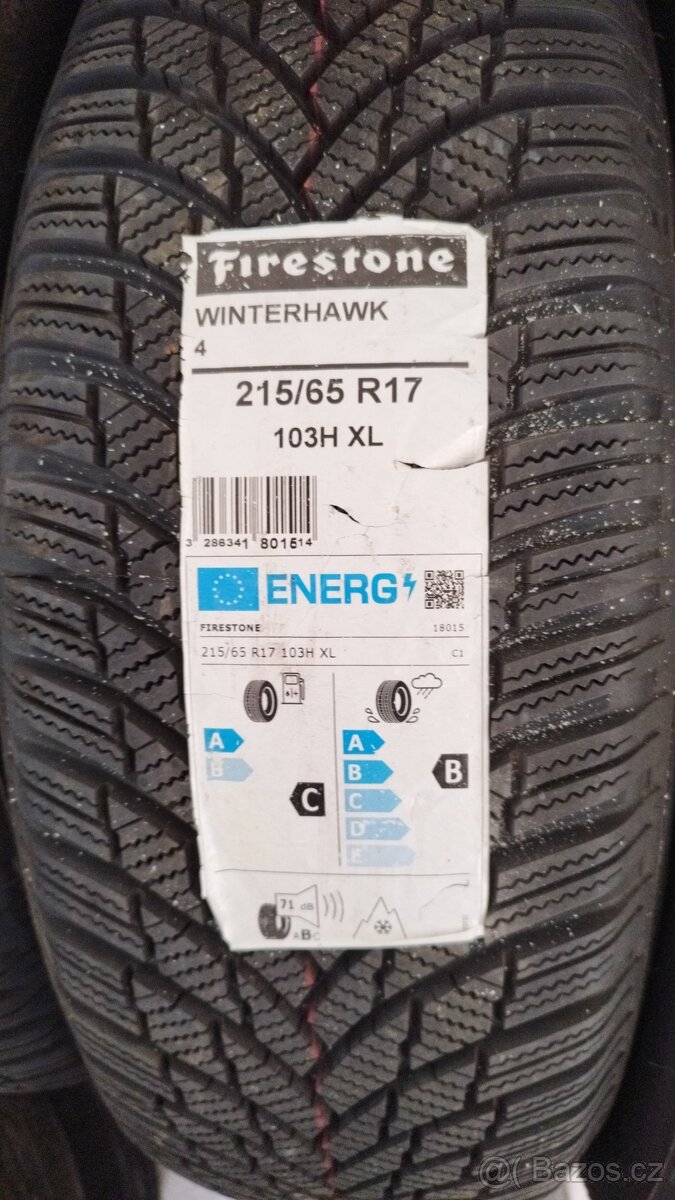 Firestone
WINTERHAWK
4
215/65 R17
103H XL
3 286341 801514
ENERG
FIRESTONE
18015
215/65 R17 103H XL
C1
A
B
C
A
B
C
D
E
B
71 dB
ABC
@( Bazos.cz